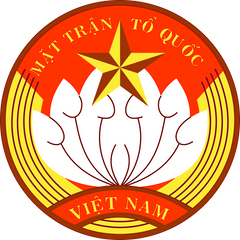 MẶT TRẬN TỔ QUỐC
VIỆT NAM